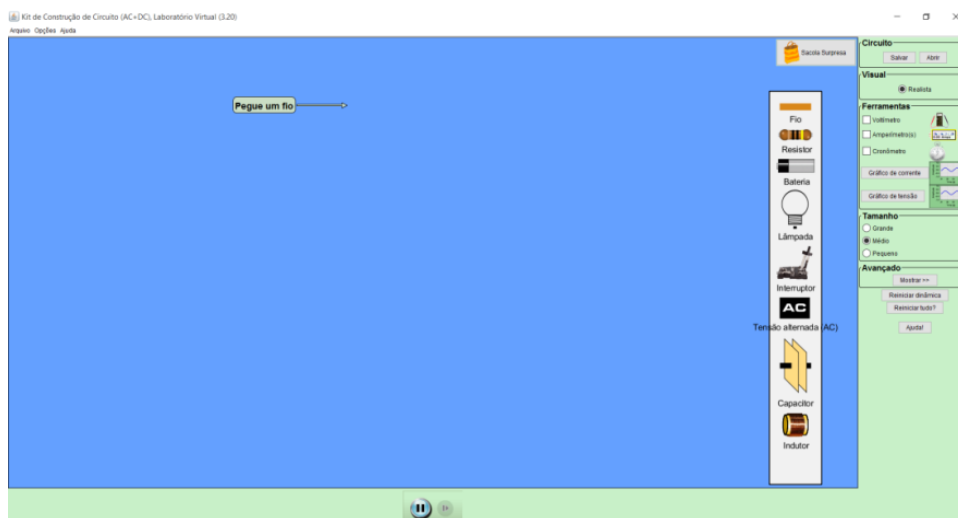 Kit de Construção de Circuito (AC+DC), Laboratório Virtual (3.20)
Arquivo Opções Ajuda
Sacola Surpresa
Pegue um fio
Fio
Resistor
Bateria
Lâmpada
Interruptor
AC
Tensão alternada (AC)
Capacitor
Indutor
Circuito
Salvar Abrir
Visual
Realista
Ferramentas
Voltímetro
Amperímetro(s)
Cronômetro
Gráfico de corrente
Gráfico de tensão
Tamanho
Grande
Médio
Pequeno
Avançado
Mostrar >>
Reiniciar dinâmica
Reiniciar tudo?
Ajuda!